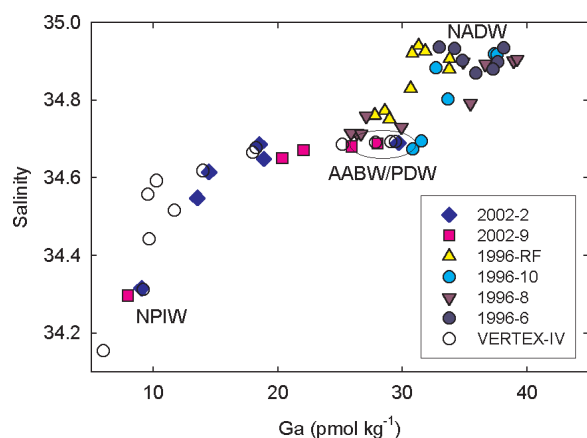 35.0
NADW
34.8
Salinity
34.6
AABW/PDW
34.4
34.2
NPIW
2002-2
2002-9
1996-RF
1996-10
1996-8
1996-6
VERTEX-IV
10 20 30 40
Ga (pmol kg⁻¹)